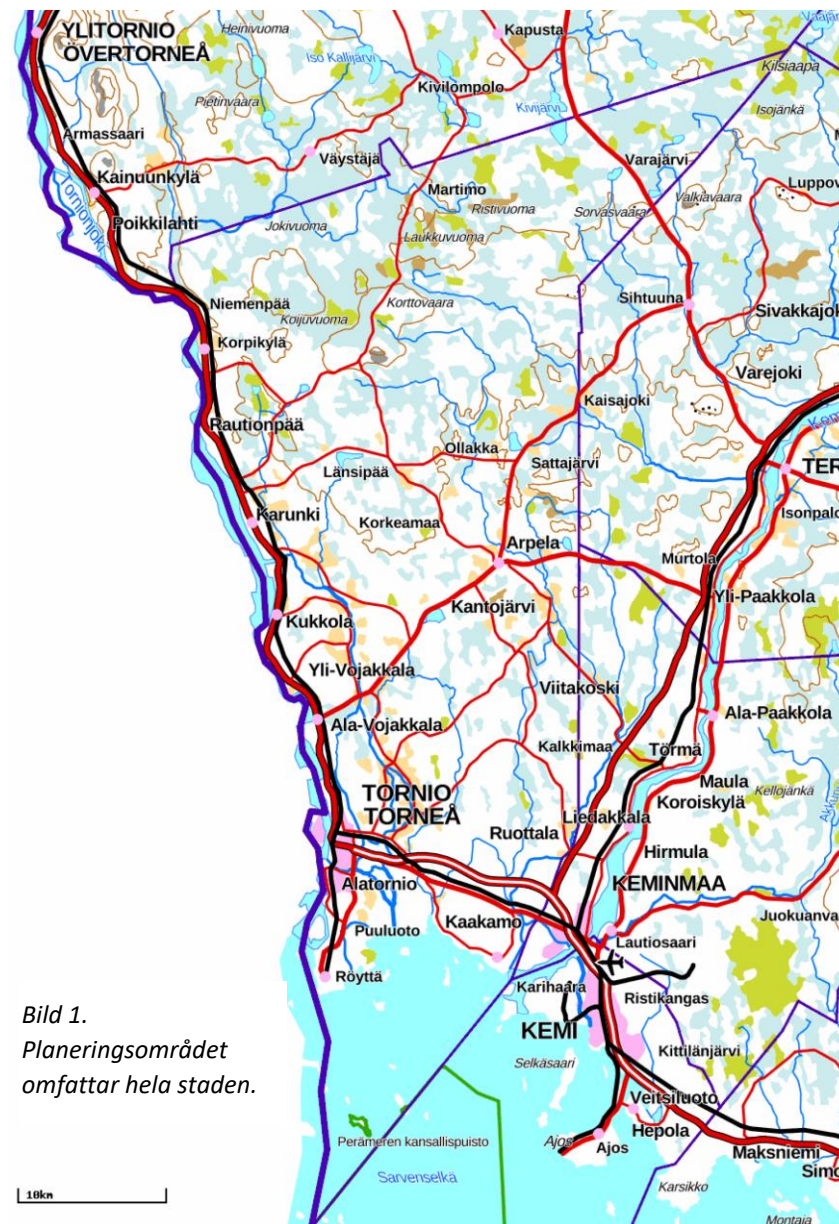 YLITORNIO
ÖVERTORNEÅ
Heinivuoma
Kapusta
Iso Kallijärvi
Kilsiaapa
Kivilompolo
Pietinvaara
Kivijärvi
Isojänkä
Armassaari
Väystäjä
Varajärvi
Kainuunkylä
Martimo
Luppov
Ristivuoma
Sorvasvaara
Valkiavaara
Tornionjoki
Poikkilahti
Jokivuoma
Laukkuvuoma
Niemenpää
Korttovaara
Sihtuuna
Koijuvuoma
Sivakkajok
Korpikylä
Varejoki
Kaisajoki
Rautionpää
Ollakka
Länsipää
Sattajärvi
TER
Karunki
Korkeamaa
Isonpalo
Arpela
Murtola
Kukkola
Kantojärvi
Yli-Paakkola
Yli-Vojakkala
Viitakoski
Ala-Vojakkala
Ala-Paakkola
Kalkkimaa
Törmä
TORNIO
TORNEÅ
Maula
Kellojänkä
Koroiskylä
Ruottala
Liedakkala
Hirmula
Alatornio
KEMINMAA
Kaakamo
Juokuanva
Puuluoto
Lautiosaari
Röyttä
Karihaara
Ristikangas
Bild 1.
Planeringsområdet
omfattar hela staden.
KEMI
Kittilänjärvi
Selkäsaari
Veitsiluoto
Hepola
Perämeren kansallispuisto
Ajos
Ajos
Maksniemi
Simo
Sarvenselkä
Karsikko
10km
Montaja